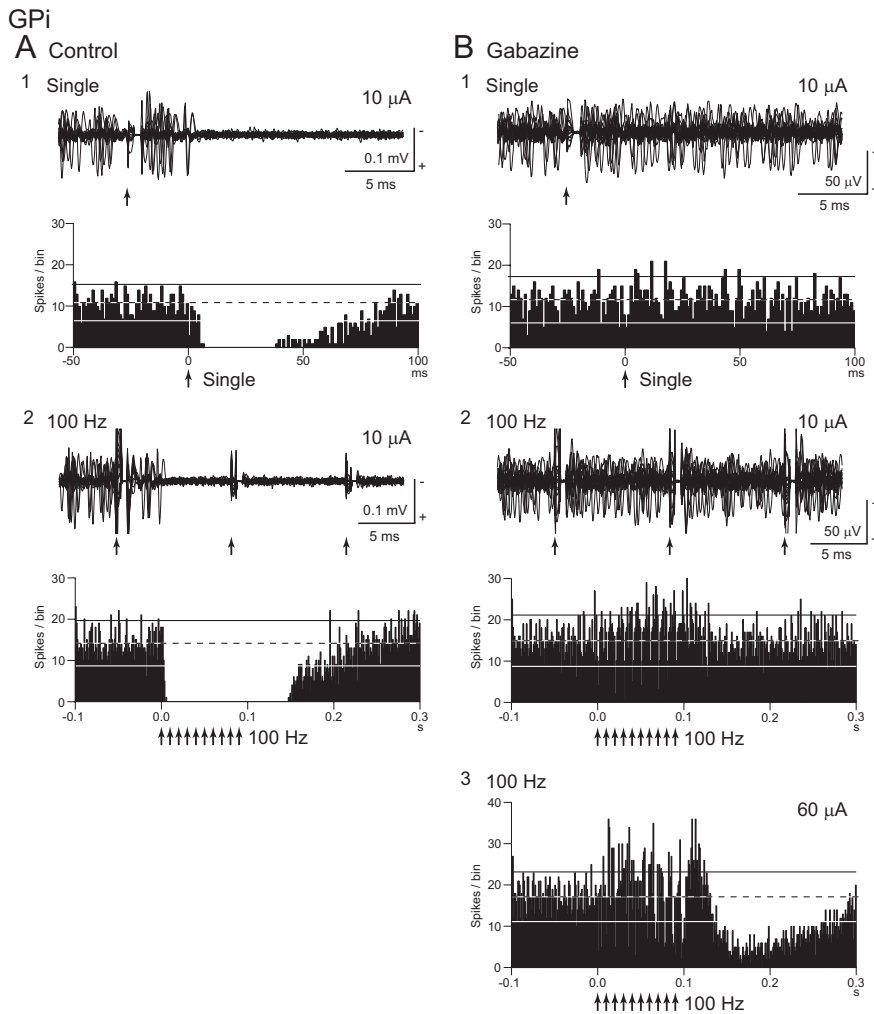 GPi
A Control
1 Single
10 µA
0.1 mV
-
+
5 ms
Spikes / bin
30
20
10
0
-50
0
50
100
ms
Single
2 100 Hz
10 µA
0.1 mV
-
+
5 ms
Spikes / bin
30
20
10
0
-0.1
0.0
0.1
0.2
0.3
s
100 Hz
B Gabazine
1 Single
10 µA
50 µV
5 ms
Spikes / bin
30
20
10
0
-50
0
50
100
ms
Single
2 100 Hz
10 µA
50 µV
5 ms
Spikes / bin
30
20
10
0
-0.1
0.0
0.1
0.2
0.3
s
100 Hz
3 100 Hz
60 µA
Spikes / bin
40
30
20
10
0
-0.1
0.0
0.1
0.2
0.3
s
100 Hz